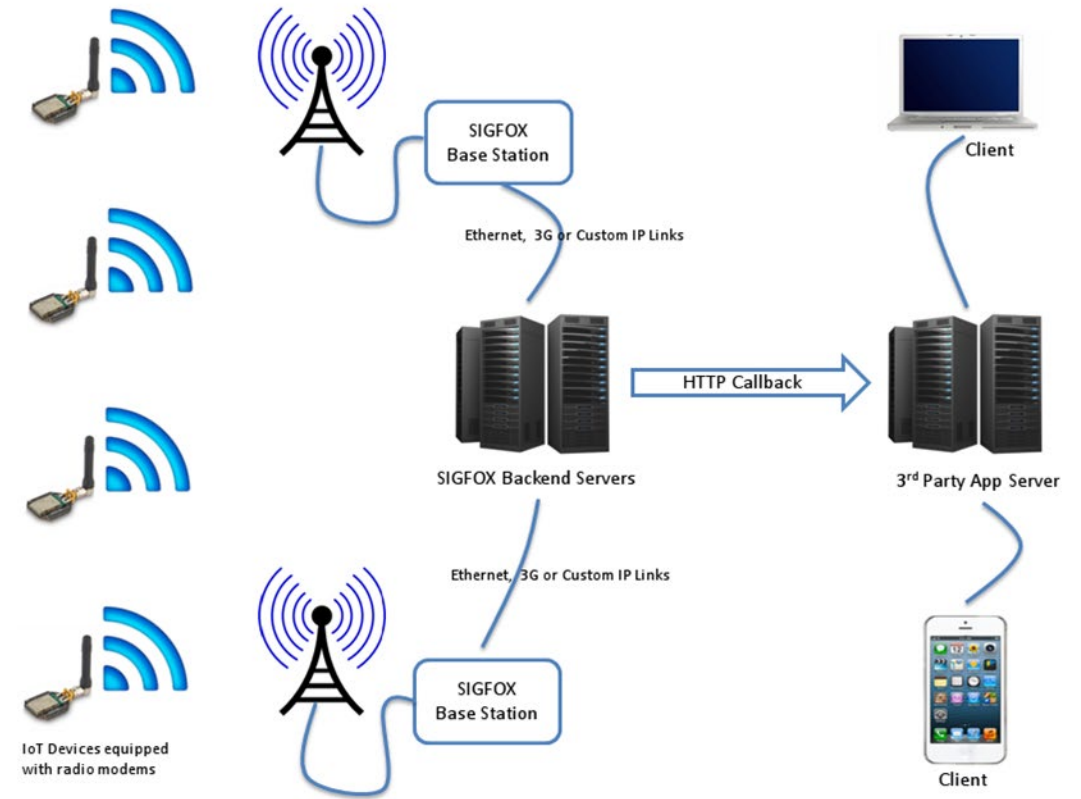 SIGFOX
Base Station
Client
Ethernet, 3G or Custom IP Links
HTTP Callback
SIGFOX Backend Servers
3rd Party App Server
Ethernet, 3G or Custom IP Links
SIGFOX
Base Station
IoT Devices equipped
with radio modems
Client